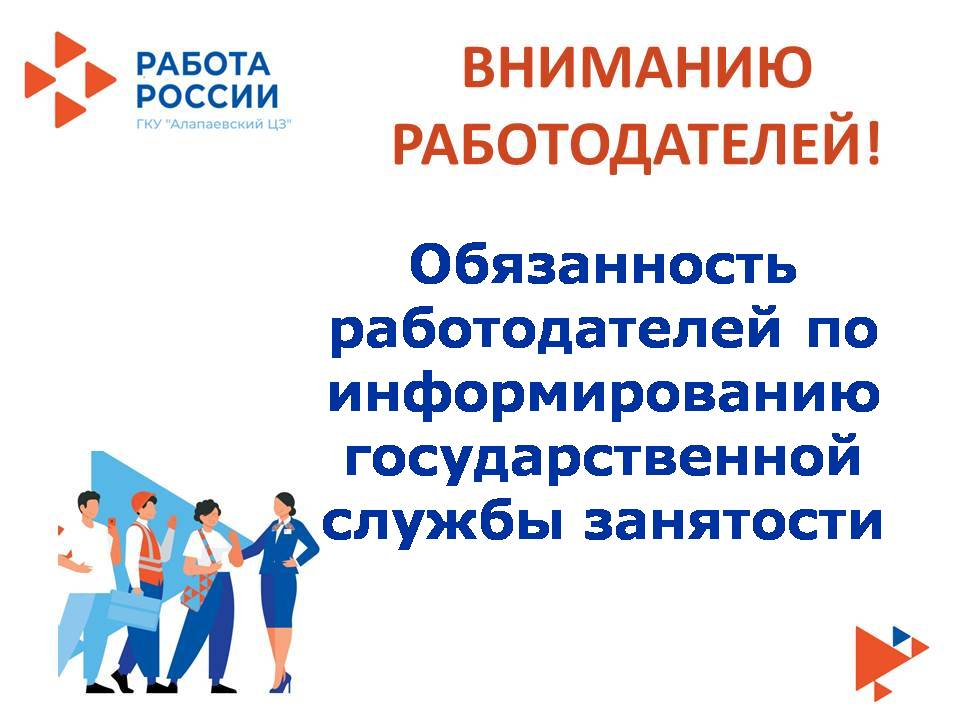 РАБОТА
РОССИИ
ГКУ "Алапаевский ЦЗ"
ВНИМАНИЮ
РАБОТОДАТЕЛЕЙ!
Обязанность
работодателей по
информированию
государственной
службы занятости